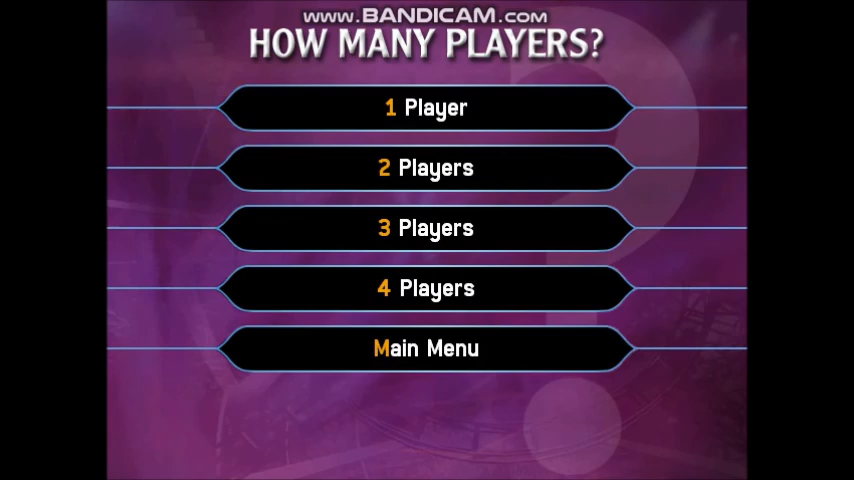 www.BANDICAM.com
HOW MANY PLAYERS?
1 Player
2 Players
3 Players
4 Players
Main Menu